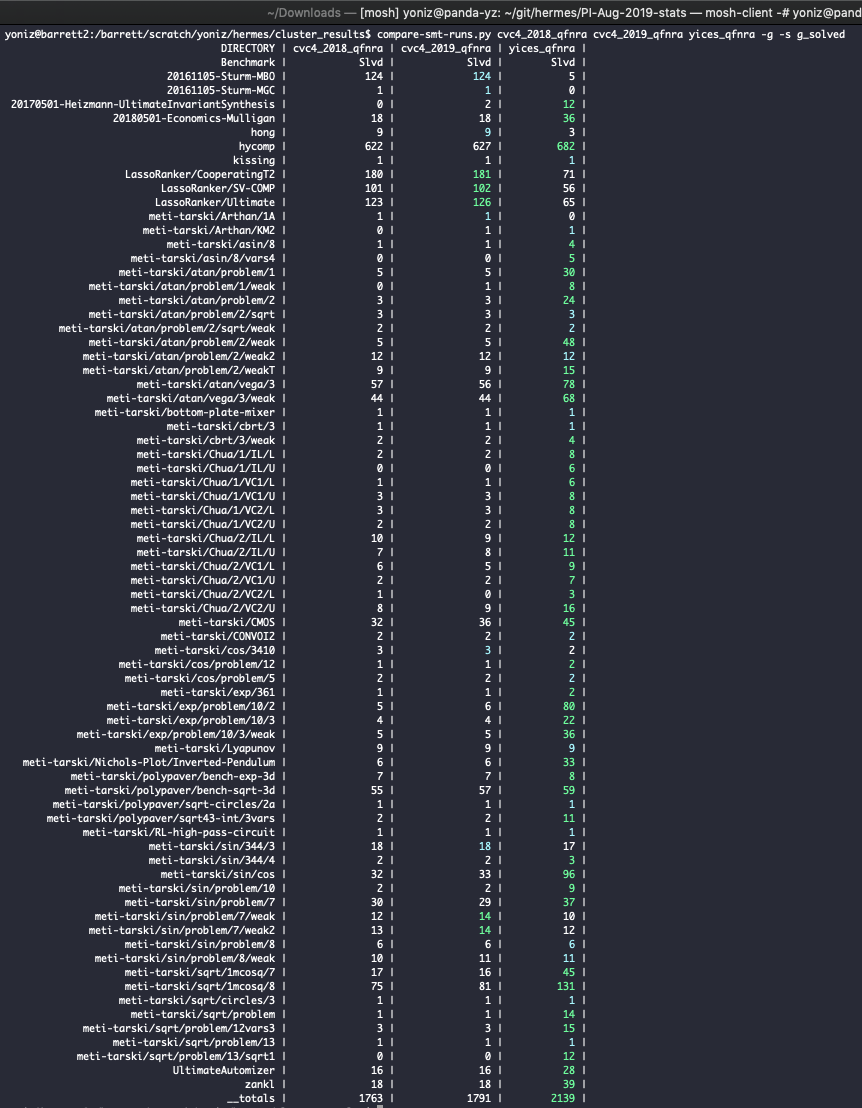 ~/Downloads — [mosh] yoniz@panda-yz: ~/git/hermes/PI-Aug-2019-stats — mosh-client -# yoniz@pand
yoniz@barrett2:/barrett/scratch/yoniz/hermes/cluster_results$ compare-smt-runs.py cvc4_2018_qfnra cvc4_2019_qfnra yices_qfnra -g -s g_solved
DIRECTORY | cvc4_2018_qfnra | cvc4_2019_qfnra | yices_qfnra |
Benchmark | Slvd | Slvd | Slvd |
20161105-Sturm-MBO | 124 | 124 | 5 |
20161105-Sturm-MGC | 1 | 1 | 0 |
20170501-Heizmann-UltimateInvariantSynthesis | 0 | 2 | 12 |
20180501-Economics-Mulligan | 18 | 18 | 36 |
hong | 9 | 9 | 3 |
hycomp | 622 | 627 | 682 |
kissing | 1 | 1 | 1 |
LassoRanker/CooperatingT2 | 180 | 181 | 71 |
LassoRanker/SV-COMP | 101 | 102 | 56 |
LassoRanker/Ultimate | 123 | 126 | 65 |
meti-tarski/Arthan/1A | 1 | 1 | 0 |
meti-tarski/Arthan/KM2 | 0 | 1 | 1 |
meti-tarski/asin/8 | 1 | 1 | 4 |
meti-tarski/asin/8/vars4 | 0 | 0 | 5 |
meti-tarski/atan/problem/1 | 5 | 5 | 30 |
meti-tarski/atan/problem/1/weak | 0 | 1 | 8 |
meti-tarski/atan/problem/2 | 3 | 3 | 24 |
meti-tarski/atan/problem/2/sqrt | 3 | 3 | 3 |
meti-tarski/atan/problem/2/sqrt/weak | 2 | 2 | 2 |
meti-tarski/atan/problem/2/weak | 5 | 5 | 48 |
meti-tarski/atan/problem/2/weak2 | 12 | 12 | 12 |
meti-tarski/atan/problem/2/weakT | 9 | 9 | 15 |
meti-tarski/atan/vega/3 | 57 | 56 | 78 |
meti-tarski/atan/vega/3/weak | 44 | 44 | 68 |
meti-tarski/bottom-plate-mixer | 1 | 1 | 1 |
meti-tarski/cbrt/3 | 1 | 1 | 1 |
meti-tarski/cbrt/3/weak | 2 | 2 | 4 |
meti-tarski/Chua/1/IL/L | 2 | 2 | 8 |
meti-tarski/Chua/1/IL/U | 0 | 0 | 6 |
meti-tarski/Chua/1/VC1/L | 1 | 1 | 6 |
meti-tarski/Chua/1/VC1/U | 3 | 3 | 8 |
meti-tarski/Chua/1/VC2/L | 3 | 3 | 8 |
meti-tarski/Chua/1/VC2/U | 2 | 2 | 8 |
meti-tarski/Chua/2/IL/L | 10 | 9 | 12 |
meti-tarski/Chua/2/IL/U | 7 | 8 | 11 |
meti-tarski/Chua/2/VC1/L | 6 | 5 | 9 |
meti-tarski/Chua/2/VC1/U | 2 | 2 | 7 |
meti-tarski/Chua/2/VC2/L | 1 | 0 | 3 |
meti-tarski/Chua/2/VC2/U | 8 | 9 | 16 |
meti-tarski/CMOS | 32 | 36 | 45 |
meti-tarski/CONVOI2 | 2 | 2 | 2 |
meti-tarski/cos/3410 | 3 | 3 | 2 |
meti-tarski/cos/problem/12 | 1 | 1 | 2 |
meti-tarski/cos/problem/5 | 2 | 2 | 2 |
meti-tarski/exp/361 | 1 | 1 | 2 |
meti-tarski/exp/problem/10/2 | 5 | 6 | 80 |
meti-tarski/exp/problem/10/3 | 4 | 4 | 22 |
meti-tarski/exp/problem/10/3/weak | 5 | 5 | 36 |
meti-tarski/Lyapunov | 9 | 9 | 9 |
meti-tarski/Nichols-Plot/Inverted-Pendulum | 6 | 6 | 33 |
meti-tarski/polypaver/bench-exp-3d | 7 | 7 | 8 |
meti-tarski/polypaver/bench-sqrt-3d | 55 | 57 | 59 |
meti-tarski/polypaver/sqrt-circles/2a | 1 | 1 | 1 |
meti-tarski/polypaver/sqrt43-int/3vars | 2 | 2 | 11 |
meti-tarski/RL-high-pass-circuit | 1 | 1 | 1 |
meti-tarski/sin/344/3 | 18 | 18 | 17 |
meti-tarski/sin/344/4 | 2 | 2 | 3 |
meti-tarski/sin/cos | 32 | 33 | 96 |
meti-tarski/sin/problem/10 | 2 | 2 | 9 |
meti-tarski/sin/problem/7 | 30 | 29 | 37 |
meti-tarski/sin/problem/7/weak | 12 | 14 | 10 |
meti-tarski/sin/problem/7/weak2 | 13 | 14 | 12 |
meti-tarski/sin/problem/8 | 6 | 6 | 6 |
meti-tarski/sin/problem/8/weak | 10 | 11 | 11 |
meti-tarski/sqrt/1mcosq/7 | 17 | 16 | 45 |
meti-tarski/sqrt/1mcosq/8 | 75 | 81 | 131 |
meti-tarski/sqrt/circles/3 | 1 | 1 | 1 |
meti-tarski/sqrt/problem | 1 | 1 | 14 |
meti-tarski/sqrt/problem/12vars3 | 3 | 3 | 15 |
meti-tarski/sqrt/problem/13 | 1 | 1 | 1 |
meti-tarski/sqrt/problem/13/sqrt1 | 0 | 0 | 12 |
UltimateAutomizer | 16 | 16 | 28 |
zankl | 18 | 18 | 39 |
__totals | 1763 | 1791 | 2139 |